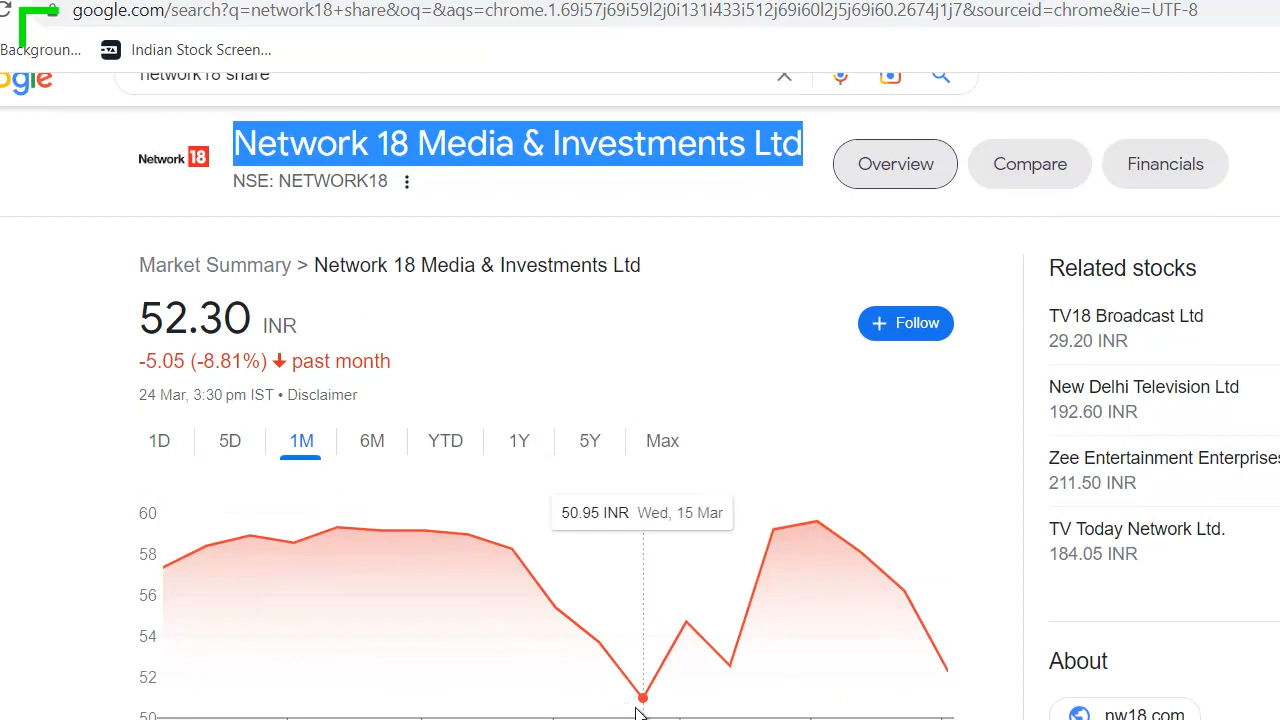 google.com/search?q=network18+share&oq=&aqs=chrome.1.69i57j69i59l2j0i131i433i512j69i60l2j5j69i60.2674j1j7&sourceid=chrome&ie=UTF-8
Backgroun... Indian Stock Screen...
network18 share
Network 18 Network 18 Media & Investments Ltd
NSE: NETWORK18
Overview Compare Financials
Market Summary > Network 18 Media & Investments Ltd
52.30 INR
+ Follow
-5.05 (-8.81%) past month
24 Mar, 3:30 pm IST • Disclaimer
1D 5D 1M 6M YTD 1Y 5Y Max
50.95 INR Wed, 15 Mar
60
58
56
54
52
50
Related stocks
TV18 Broadcast Ltd
29.20 INR
New Delhi Television Ltd
192.60 INR
Zee Entertainment Enterprises
211.50 INR
TV Today Network Ltd.
184.05 INR
About
nw18.com